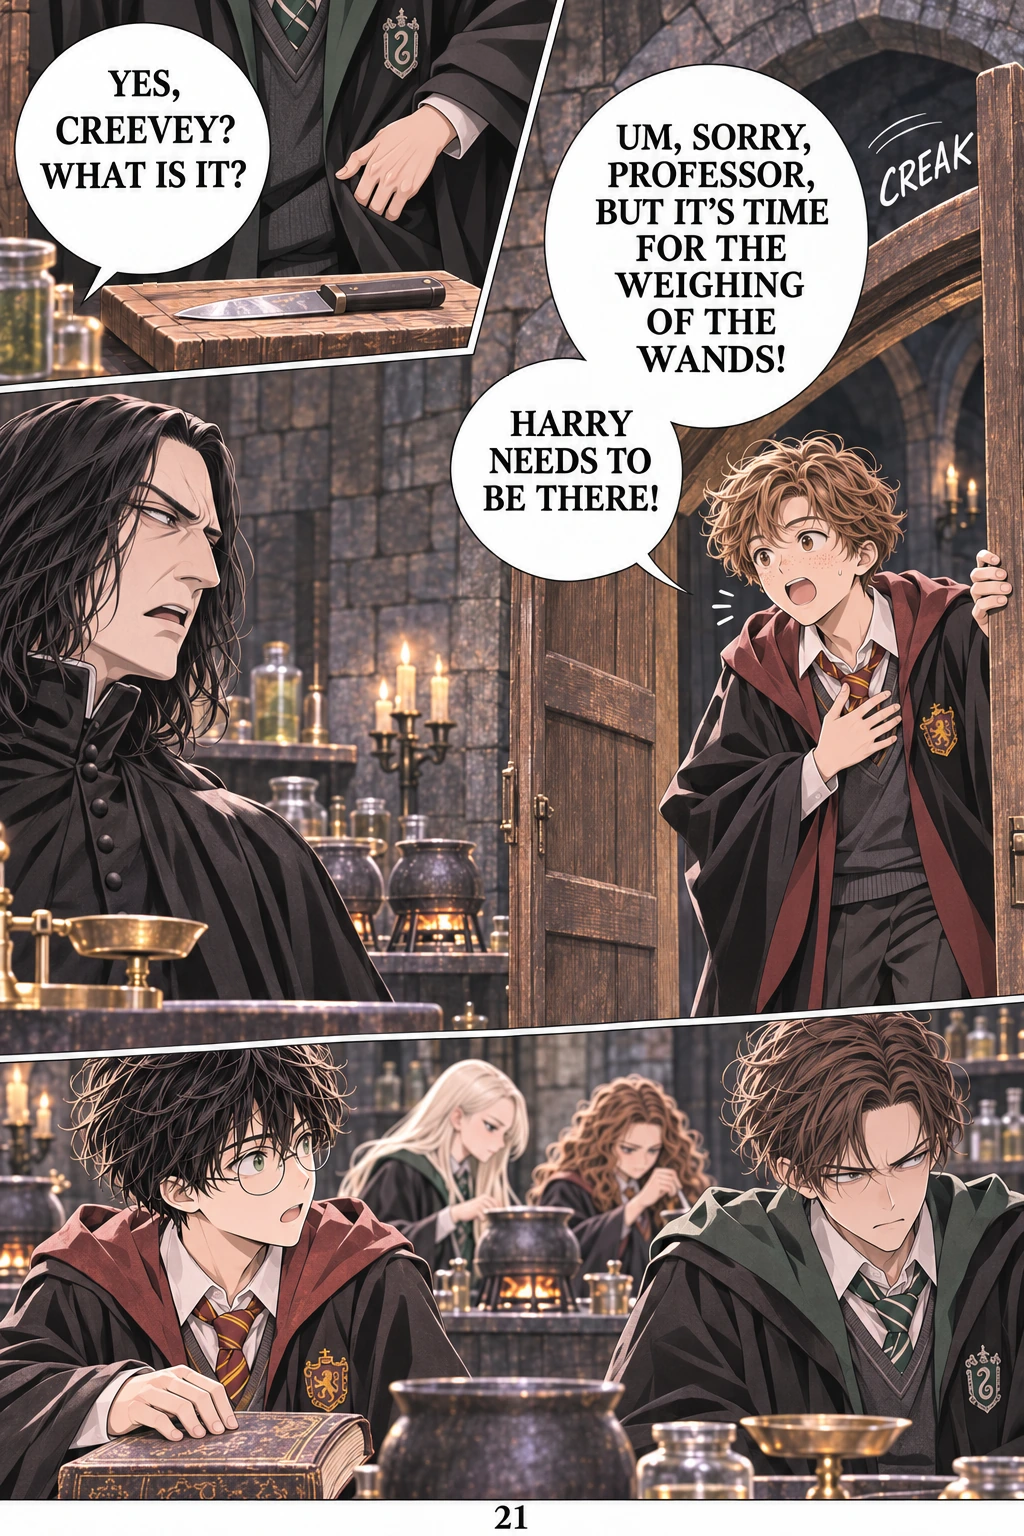 YES,
CREEVEY?
WHAT IS IT?
UM, SORRY,
PROFESSOR,
BUT IT'S TIME
FOR THE
WEIGHING
OF THE
WANDS!
CREAK
HARRY
NEEDS TO
BE THERE!
21